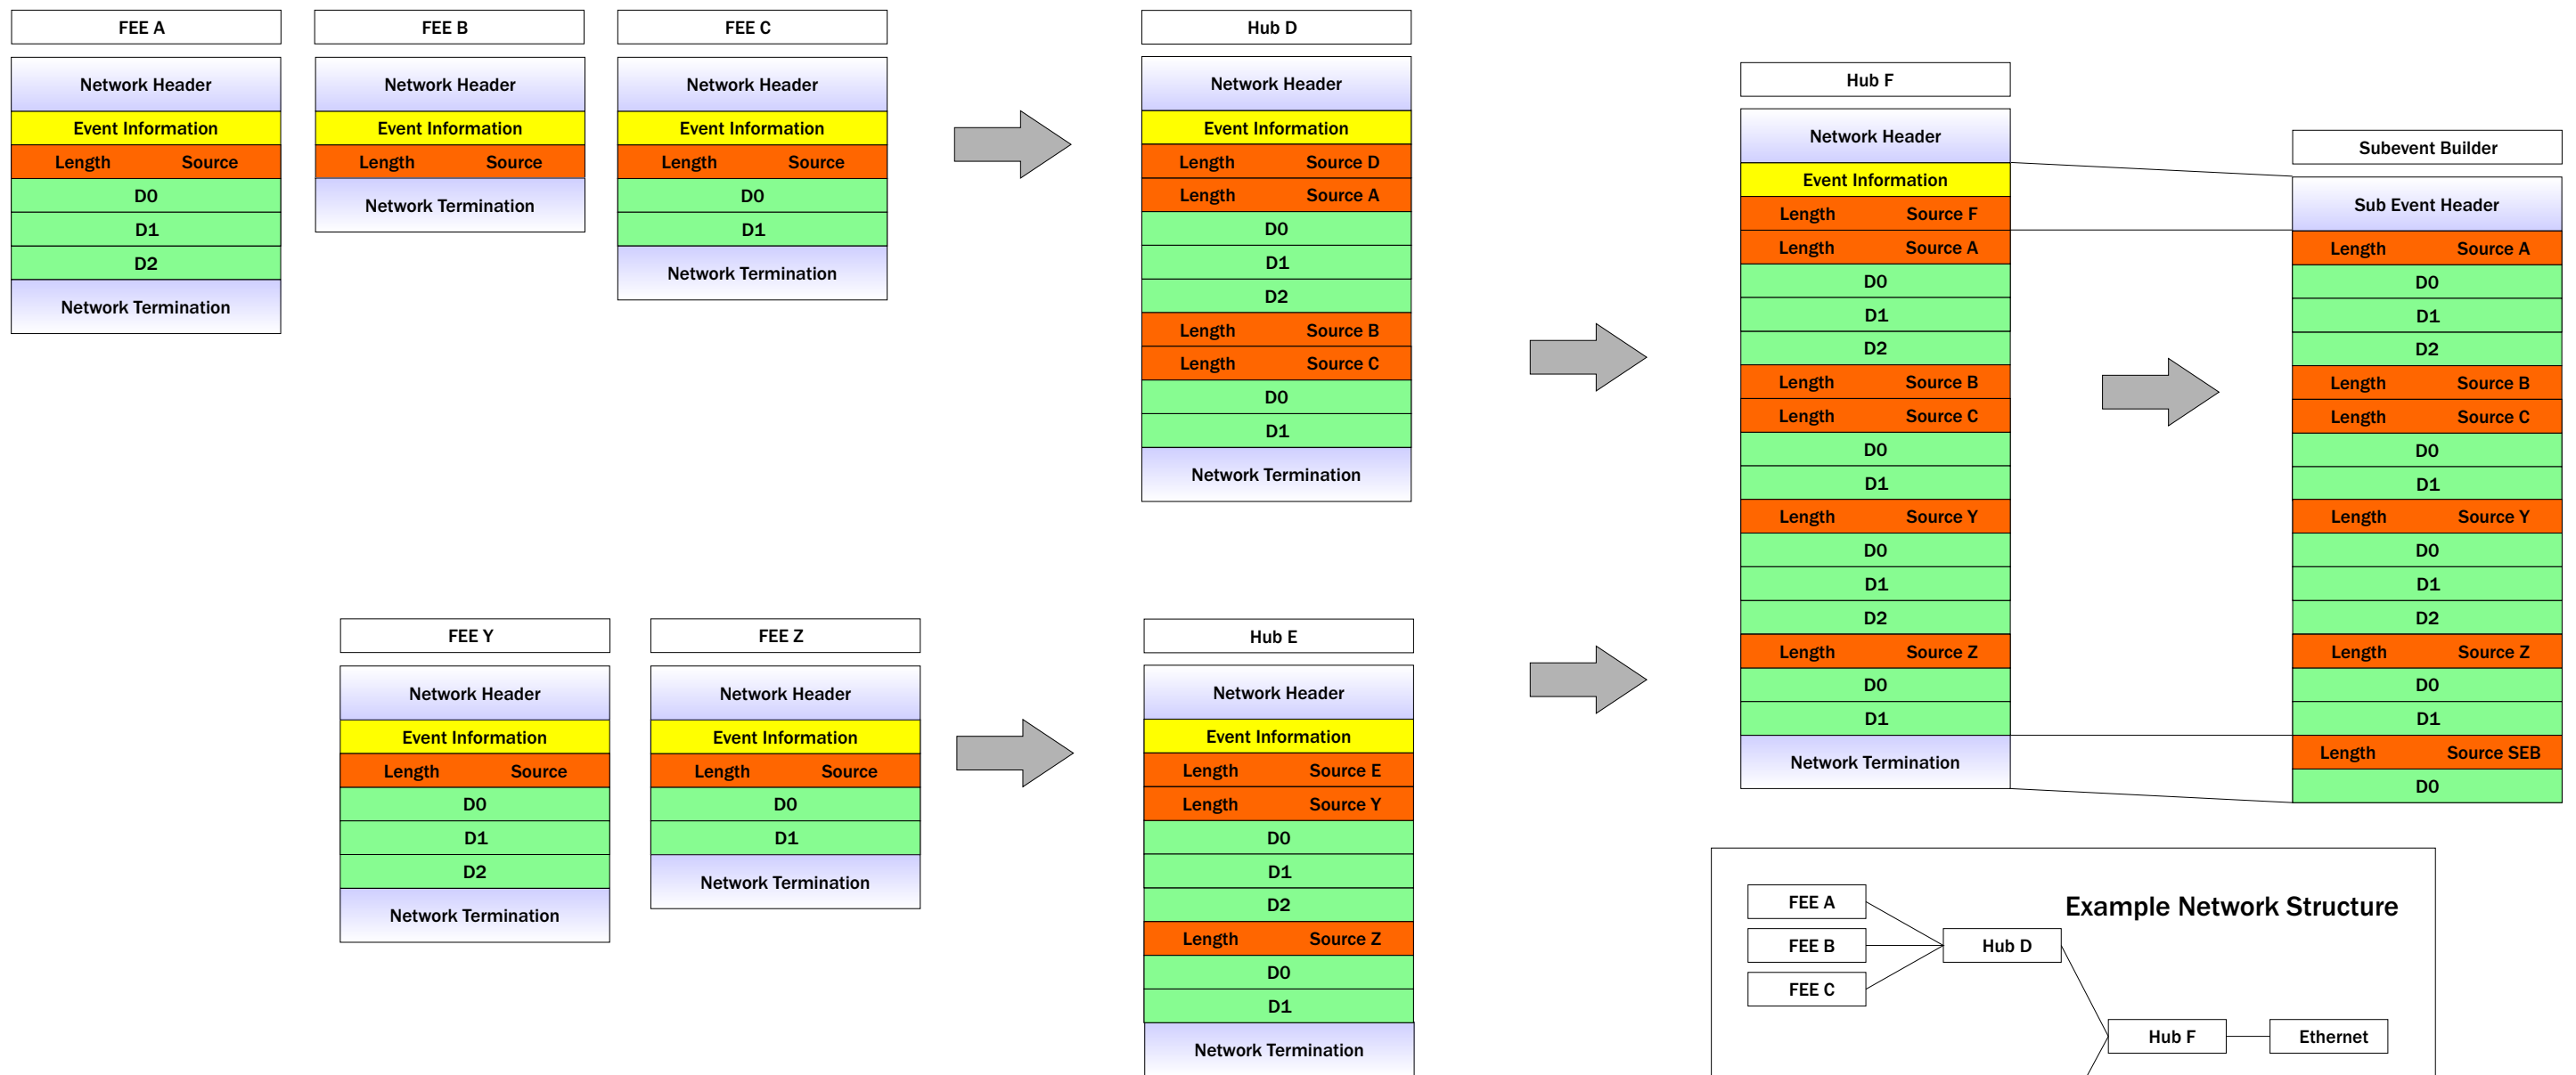 FEE A
Network Header
Event Information
Length Source
D0
D1
D2
Network Termination
FEE B
Network Header
Event Information
Length Source
Network Termination
FEE C
Network Header
Event Information
Length Source
D0
D1
Network Termination
Hub D
Network Header
Event Information
Length Source D
Length Source A
D0
D1
D2
Length Source B
Length Source C
D0
D1
Network Termination
FEE Y
Network Header
Event Information
Length Source
D0
D1
D2
Network Termination
FEE Z
Network Header
Event Information
Length Source
D0
D1
Network Termination
Hub E
Network Header
Event Information
Length Source E
Length Source Y
D0
D1
D2
Length Source Z
D0
D1
Network Termination
Hub F
Network Header
Event Information
Length Source F
Length Source A
D0
D1
D2
Length Source B
Length Source C
D0
D1
Length Source Y
D0
D1
D2
Length Source Z
D0
D1
Network Termination
Subevent Builder
Sub Event Header
Length Source A
D0
D1
D2
Length Source B
Length Source C
D0
D1
Length Source Y
D0
D1
D2
Length Source Z
D0
D1
Length Source SEB
D0
Example Network Structure
FEE A
FEE B
FEE C
Hub D
Hub F
Ethernet